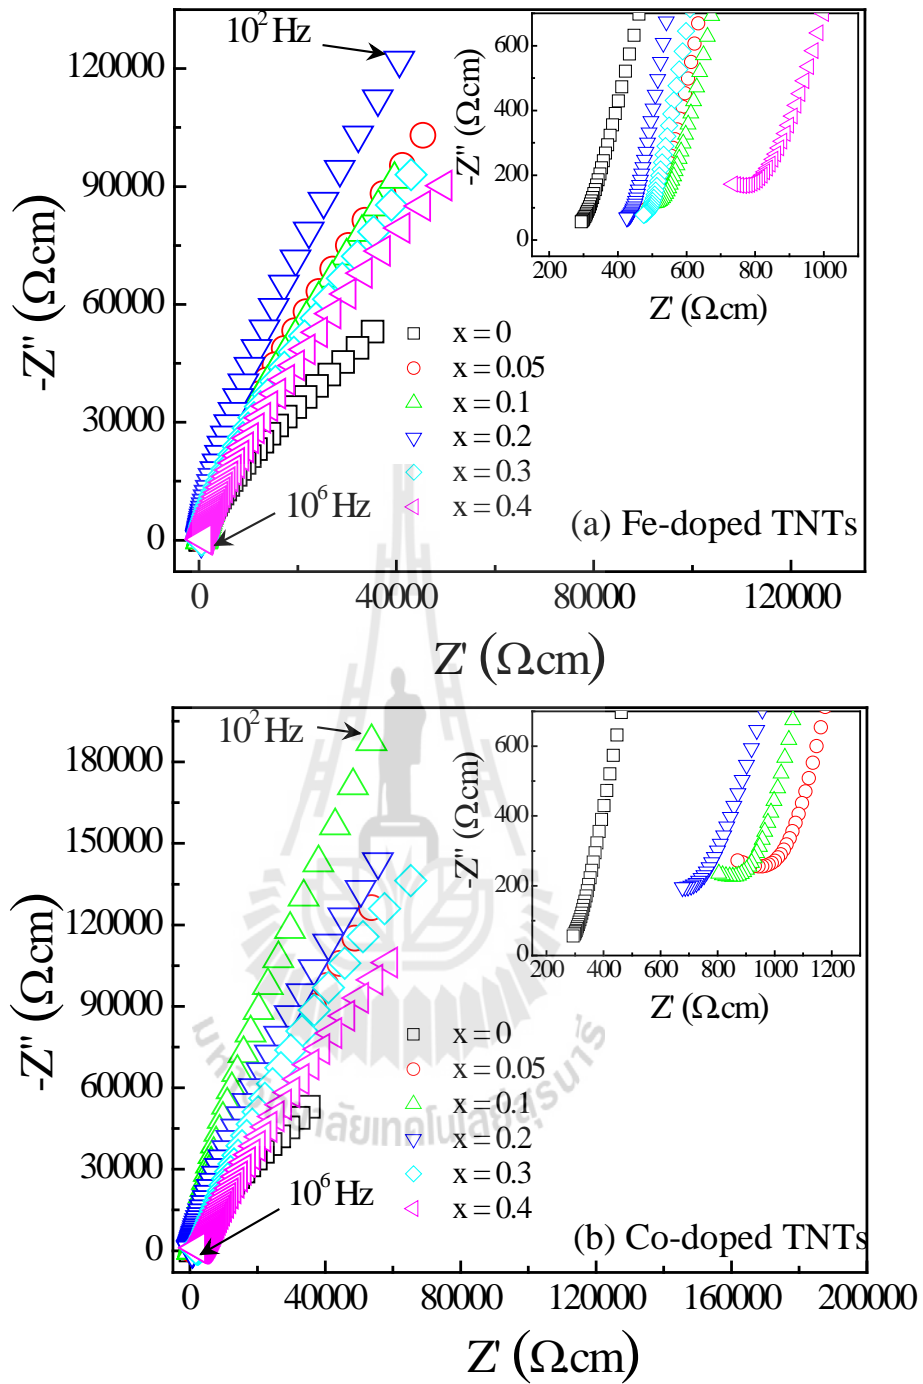 10² Hz
120000
90000
60000
30000
0
-Z'' (Ωcm)
600
400
200
0
-Z'' (Ωcm)
200 400 600 800 1000
Z' (Ωcm)
x = 0
x = 0.05
x = 0.1
x = 0.2
x = 0.3
x = 0.4
10⁶ Hz
(a) Fe-doped TNTs
0 40000 80000 120000
Z' (Ωcm)
10² Hz
180000
150000
120000
90000
60000
30000
0
-Z'' (Ωcm)
600
400
200
0
-Z'' (Ωcm)
200 400 600 800 1000 1200
Z' (Ωcm)
x = 0
x = 0.05
x = 0.1
x = 0.2
x = 0.3
x = 0.4
10⁶ Hz
(b) Co-doped TNTs
0 40000 80000 120000 160000 200000
Z' (Ωcm)